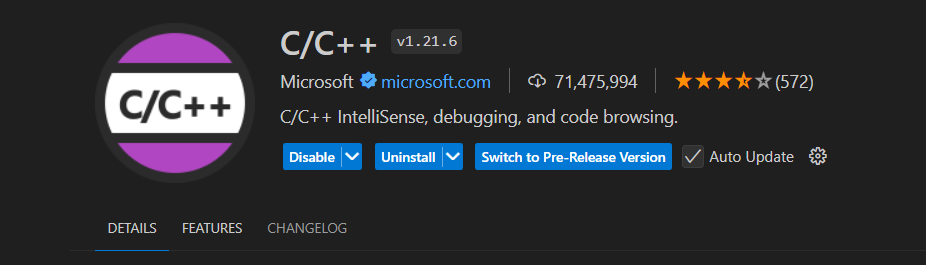 C/C++
C/C++ v1.21.6
Microsoft microsoft.com 71,475,994 (572)
C/C++ IntelliSense, debugging, and code browsing.
Disable Uninstall Switch to Pre-Release Version Auto Update
DETAILS FEATURES CHANGELOG